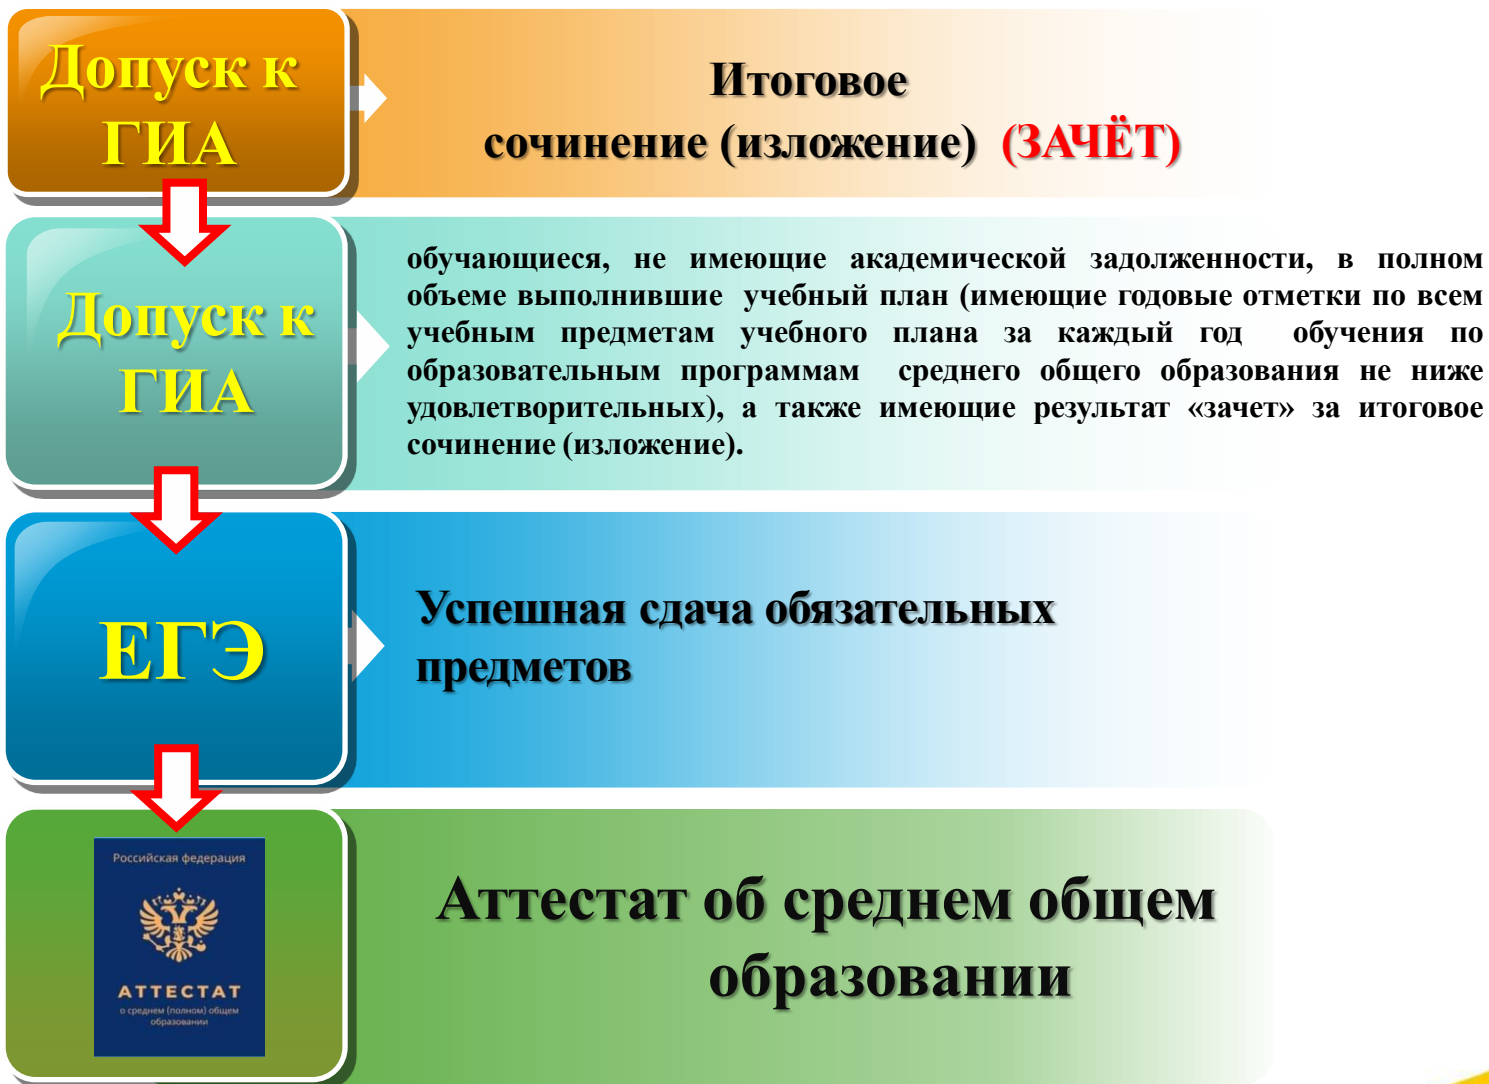 Допуск к
ГИА
Итоговое
сочинение (изложение) (ЗАЧЁТ)
Допуск к
ГИА
обучающиеся, не имеющие академической задолженности, в полном
объеме выполнившие учебный план (имеющие годовые отметки по всем
учебным предметам учебного плана за каждый год обучения по
образовательным программам среднего общего образования не ниже
удовлетворительных), а также имеющие результат «зачет» за итоговое
сочинение (изложение).
ЕГЭ
Успешная сдача обязательных
предметов
Российская федерация
АТТЕСТАТ
о среднем (полном) общем
образовании
Аттестат об среднем общем
образовании